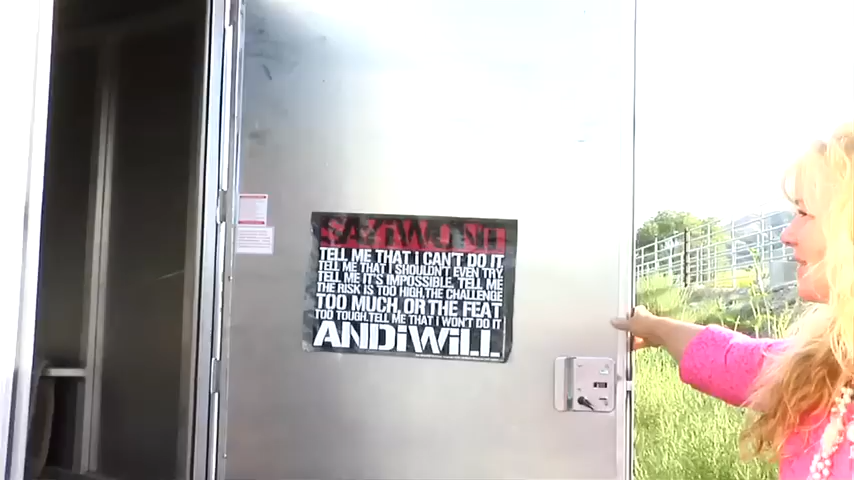 TELL ME THAT i CAN'T DO IT
TELL ME THAT I SHOULDN'T EVEN TRY.
TELL ME IT'S IMPOSSIBLE. TELL ME
THE RISK IS TOO HIGH, THE CHALLENGE
TOO MUCH, OR THE FEAT
TOO TOUGH. TELL ME THAT I WON'T DO IT
ANDiWiLL